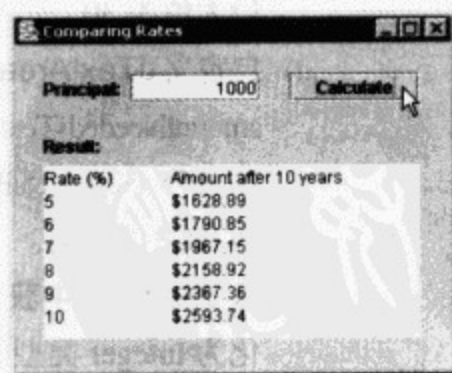 Comparing Rates
Principal: 1000 Calculate
Result:
Rate (%) Amount after 10 years
5 $1628.89
6 $1790.85
7 $1967.15
8 $2158.92
9 $2367.36
10 $2593.74